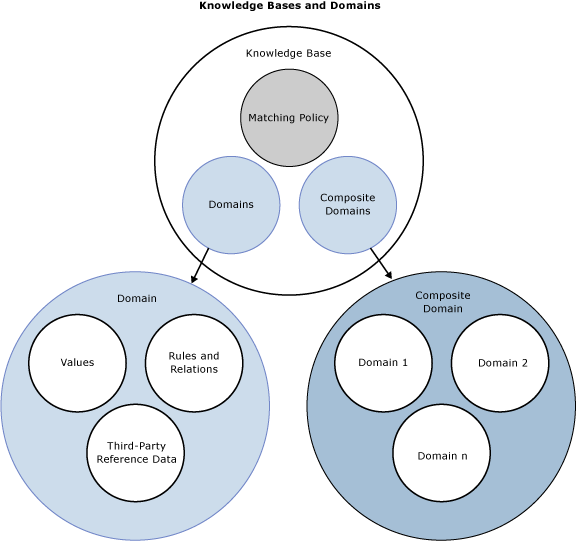 Knowledge Bases and Domains
Knowledge Base
Matching Policy
Domains
Composite
Domains
Domain
Values
Rules and
Relations
Third-Party
Reference Data
Composite
Domain
Domain 1
Domain 2
Domain n